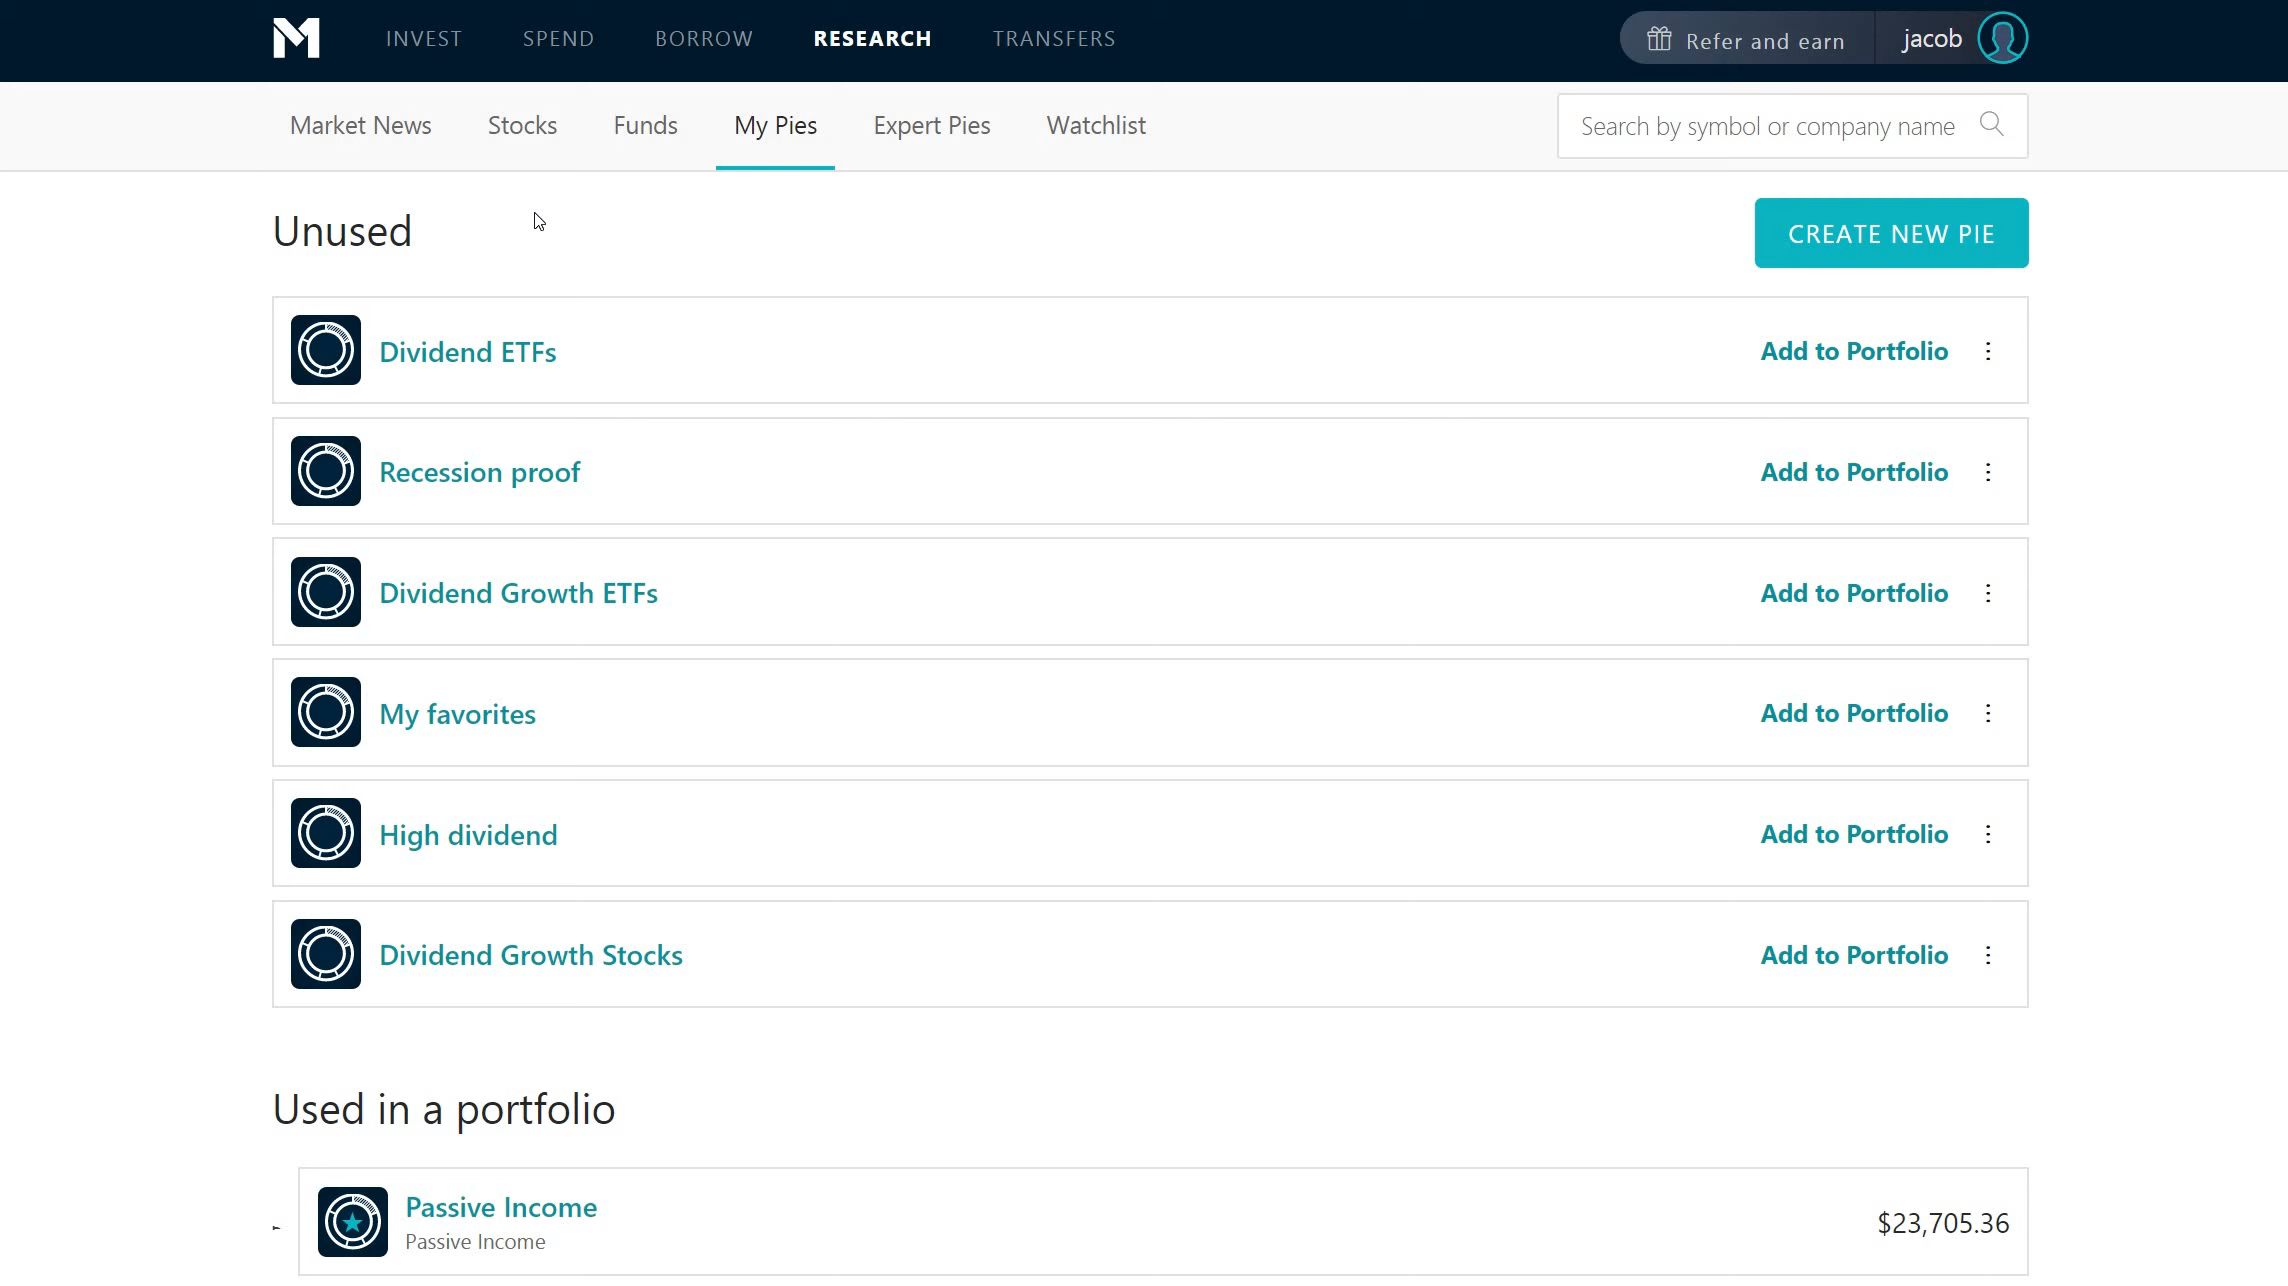 M INVEST SPEND BORROW RESEARCH TRANSFERS Refer and earn jacob
Market News Stocks Funds My Pies Expert Pies Watchlist Search by symbol or company name
Unused CREATE NEW PIE
Dividend ETFs Add to Portfolio
Recession proof Add to Portfolio
Dividend Growth ETFs Add to Portfolio
My favorites Add to Portfolio
High dividend Add to Portfolio
Dividend Growth Stocks Add to Portfolio
Used in a portfolio
Passive Income
Passive Income
$23,705.36